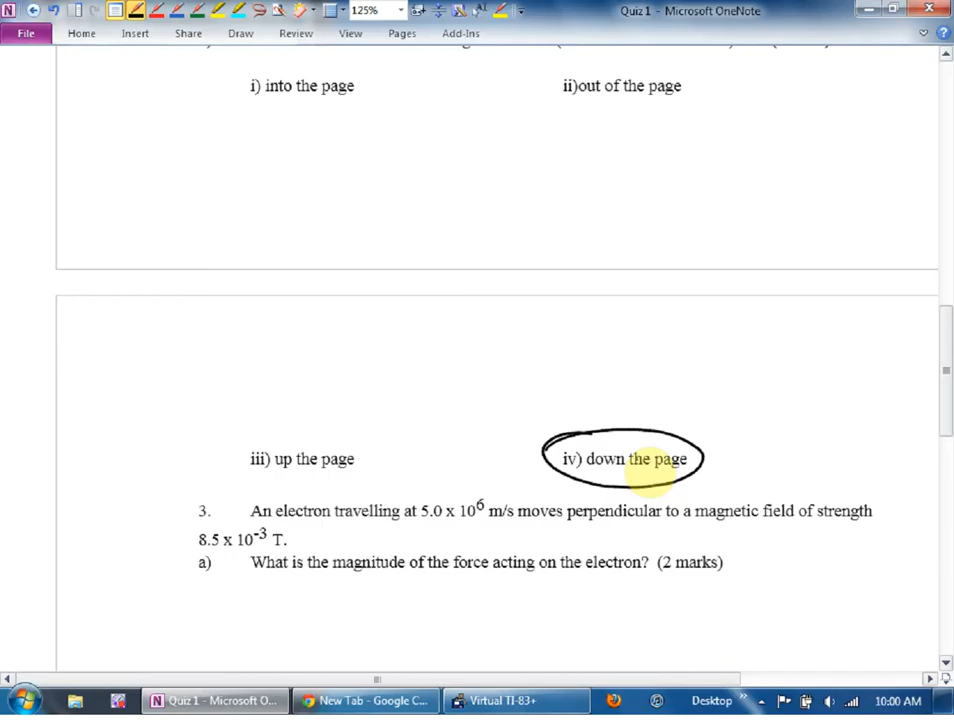 125%
Quiz 1 - Microsoft OneNote
File Home Insert Share Draw Review View Pages Add-Ins
i) into the page
ii)out of the page
iii) up the page
iv) down the page
3. An electron travelling at 5.0 x 10⁶ m/s moves perpendicular to a magnetic field of strength
8.5 x 10⁻³ T.
a) What is the magnitude of the force acting on the electron? (2 marks)
Quiz 1 - Microsoft O... New Tab - Google C... Virtual TI-83+ Desktop 10:00 AM